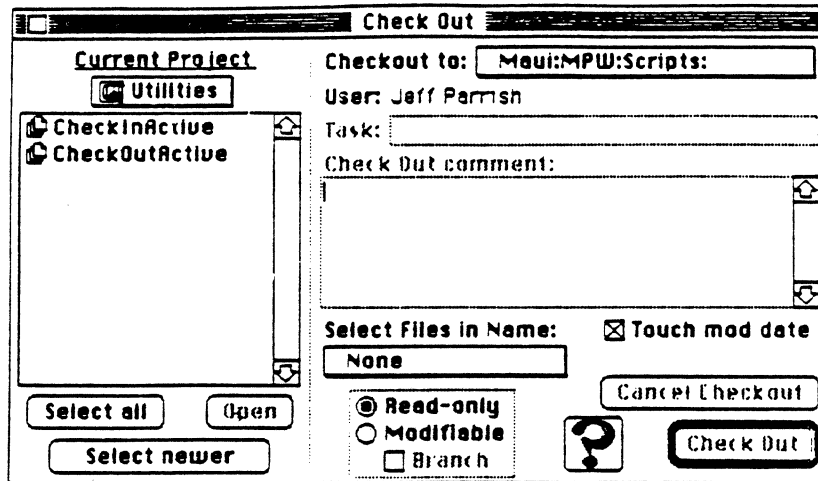 Check Out
Current Project
Utilities
CheckInActive
CheckOutActive
Select all
Open
Select newer
Checkout to: Maui:MPW:Scripts:
User: Jeff Parrish
Task:
Check Out comment:
Select Files in Name:
Touch mod date
None
Read-only
Modifiable
Branch
?
Cancel Checkout
Check Out